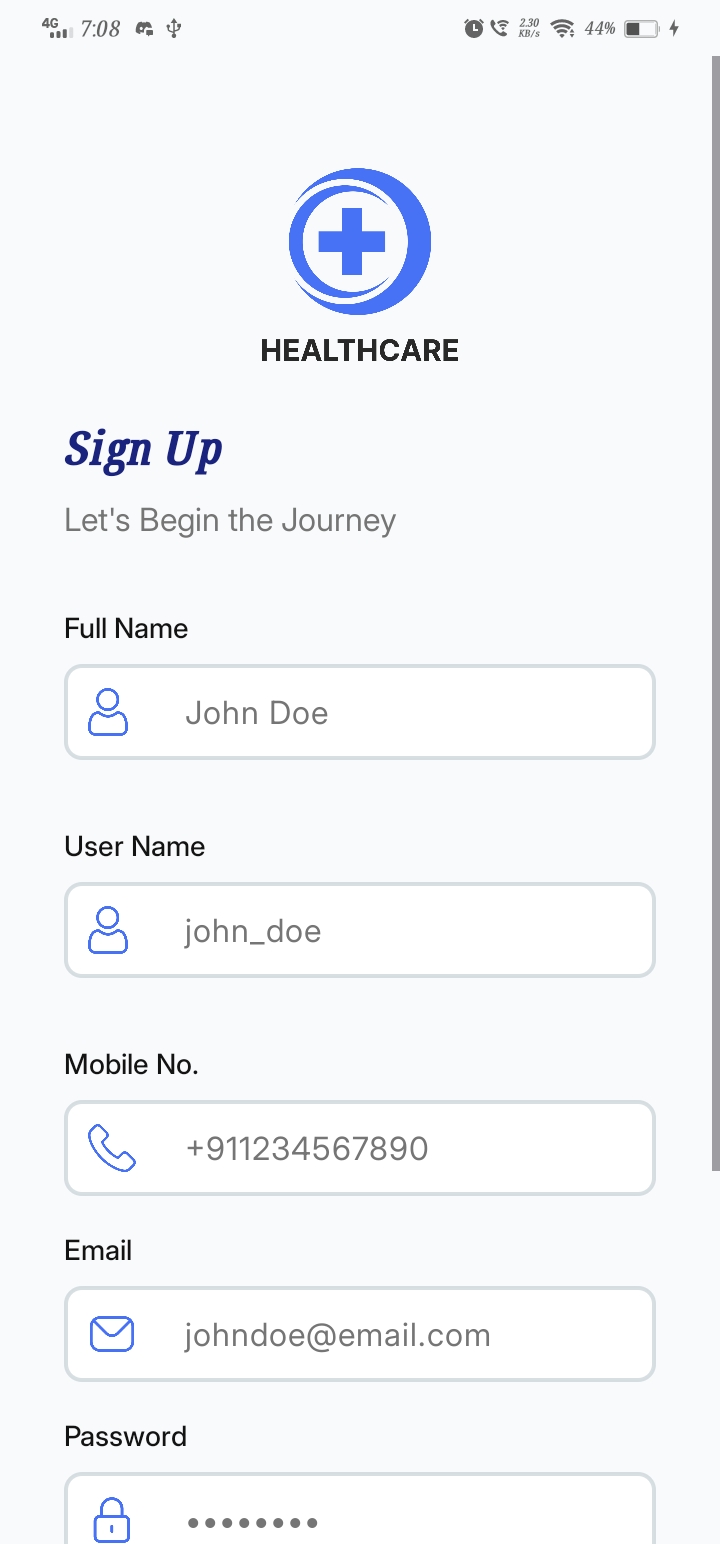 4G 7:08 2.30 KB/s 44%
HEALTHCARE
Sign Up
Let's Begin the Journey
Full Name
John Doe
User Name
john_doe
Mobile No.
+911234567890
Email
johndoe@email.com
Password
••••••••